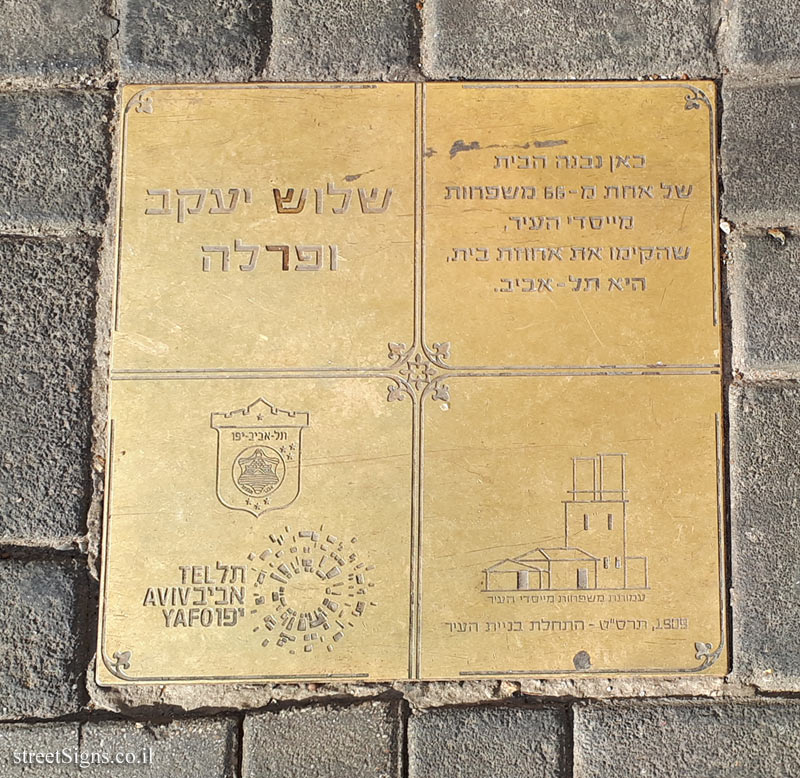 כאן נבנה הבית
של אחת מ-66 משפחות
מייסדי העיר,
שהקימו את אחוזת בית,
היא תל-אביב.
שלוש יעקב
ופרלה
תל-אביב-יפו
TEL תל
AVIV אביב
YAFO יפו
עמותת משפחות מייסדי העיר
1909, תרס"ט - התחלת בניית העיר
streetSigns.co.il